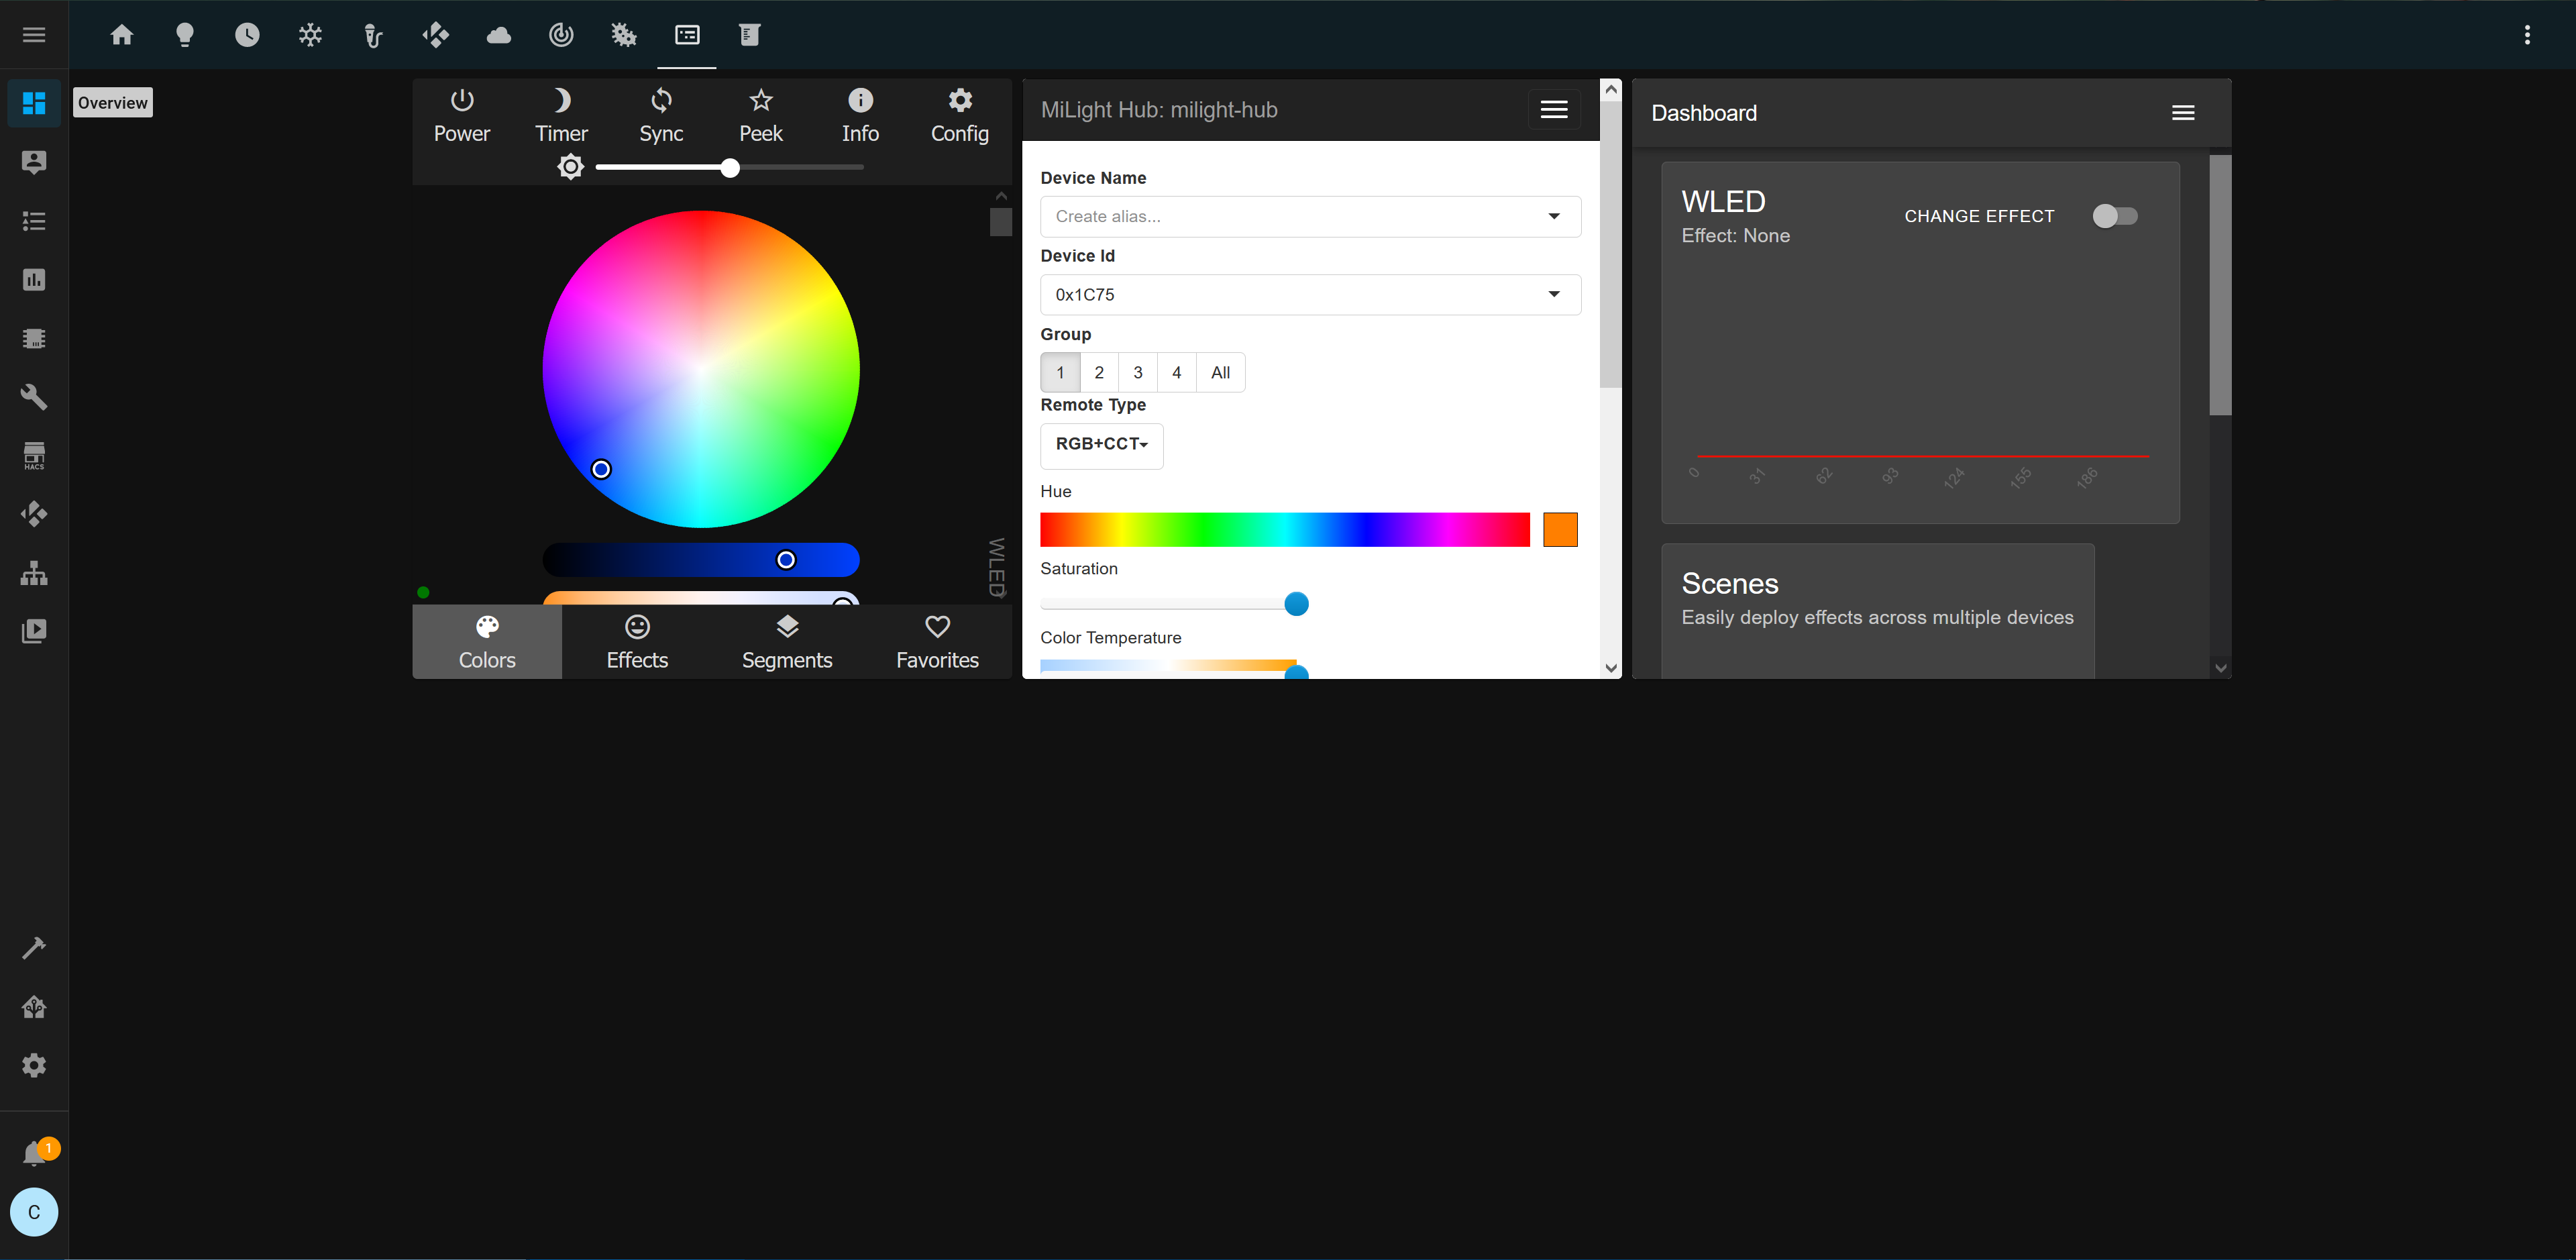 Overview
HACS
1
C
Power Timer Sync Peek Info Config
WLED
Colors Effects Segments Favorites
MiLight Hub: milight-hub
Device Name
Create alias...
Device Id
0x1C75
Group
1 2 3 4 All
Remote Type
RGB+CCT
Hue
Saturation
Color Temperature
Dashboard
WLED
CHANGE EFFECT
Effect: None
0 31 62 93 124 155 186
Scenes
Easily deploy effects across multiple devices